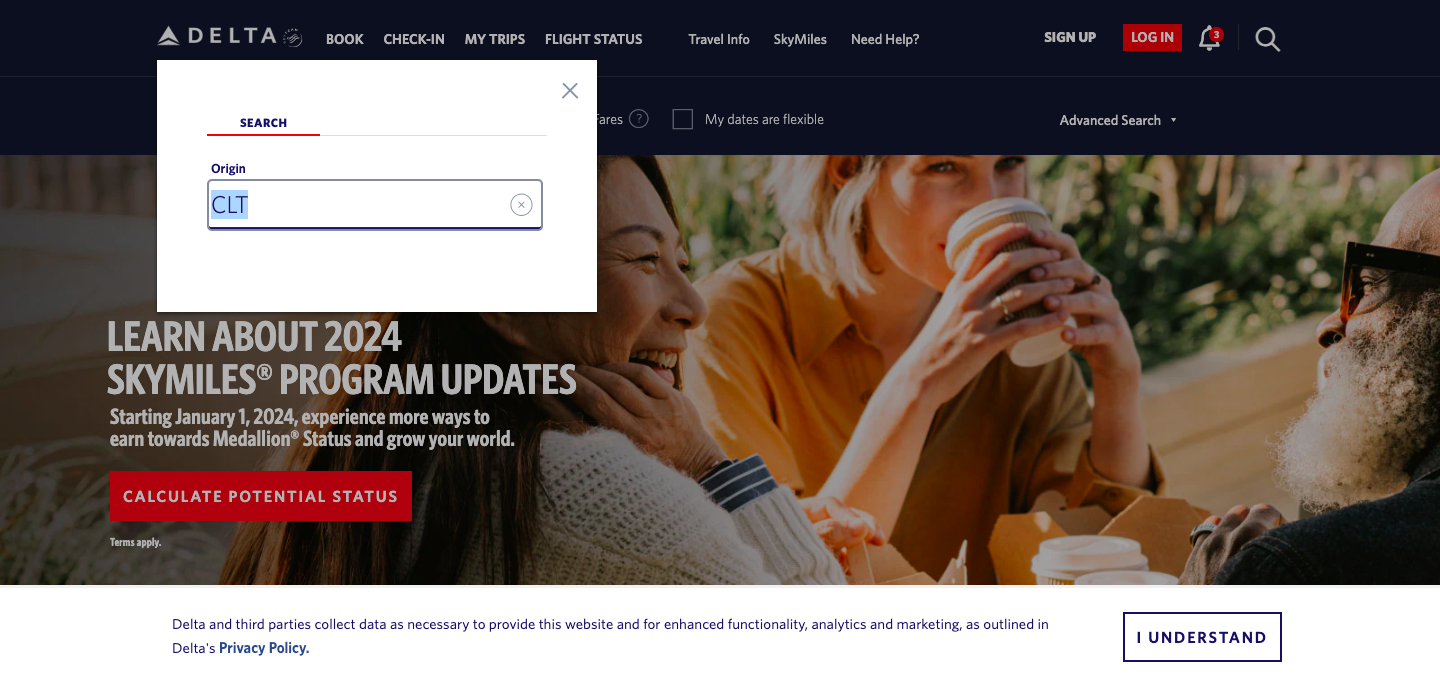 DELTA
BOOK
CHECK-IN
MY TRIPS
FLIGHT STATUS
Travel Info
SkyMiles
Need Help?
SIGN UP
LOG IN
3
SEARCH
Origin
CLT
Fares
?
My dates are flexible
Advanced Search
LEARN ABOUT 2024
SKYMILES® PROGRAM UPDATES
Starting January 1, 2024, experience more ways to
earn towards Medallion® Status and grow your world.
CALCULATE POTENTIAL STATUS
Terms apply.
Delta and third parties collect data as necessary to provide this website and for enhanced functionality, analytics and marketing, as outlined in
Delta's Privacy Policy.
I UNDERSTAND